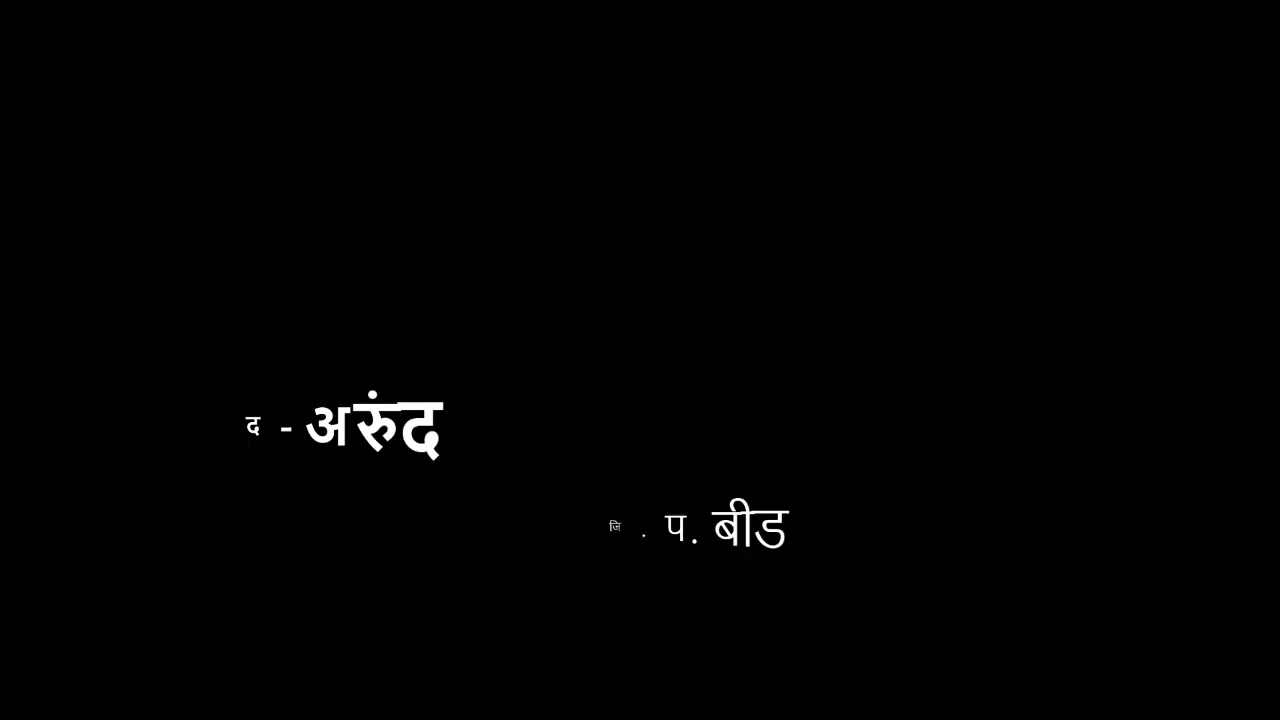 द - अरुंद
जि . प. बीड